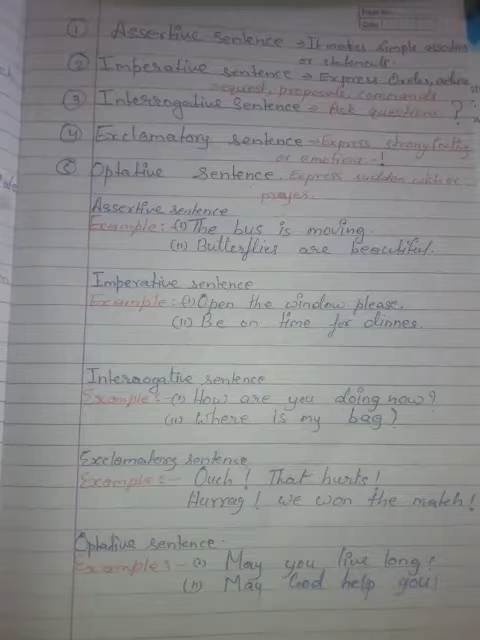 ① Assertive sentence → It makes simple assertions
or statements.
② Imperative sentence → Express Order, advice
request, proposals, commands
③ Interrogative Sentence → Ask questions ?
④ Exclamatory sentence → Express strong feeling
or emotions - !
⑤ Optative Sentence. Express sudden wish or
prayer.
Assertive sentence
Example : (i) The bus is moving.
(ii) Butterflies are beautiful.
Imperative sentence
Example : (i) Open the window please.
(ii) Be on time for dinner.
Interrogative sentence
Example :- (i) How are you doing now?
(ii) Where is my bag?
Exclamatory sentence
Example :- Ouch! That hurts!
Hurray! We won the match!
Optative sentence.
Example :- (i) May you live long!
(ii) May God help you!